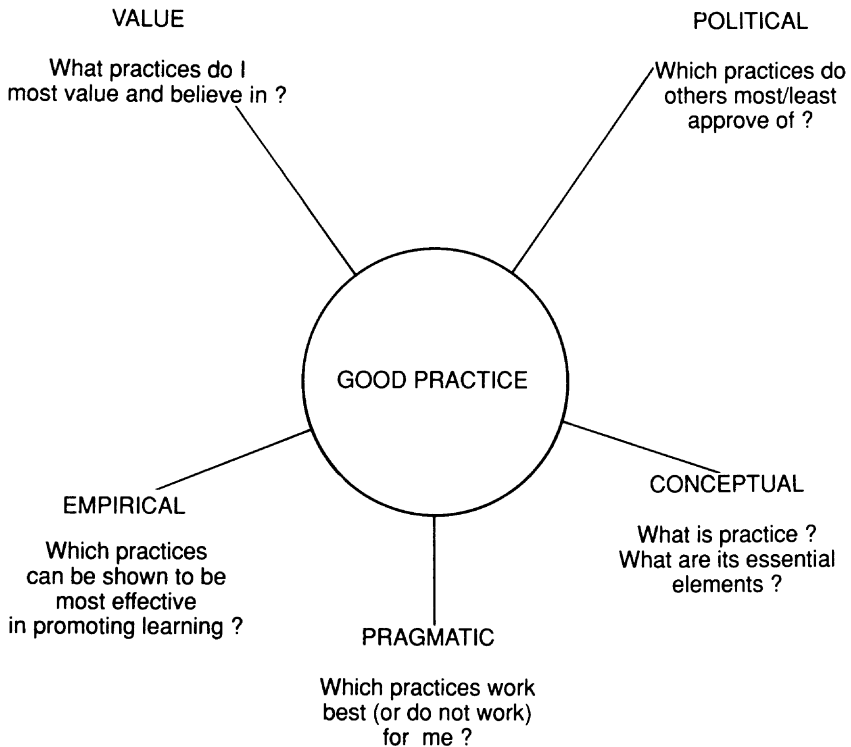 VALUE
What practices do I
most value and believe in ?
POLITICAL
Which practices do
others most/least
approve of ?
GOOD PRACTICE
EMPIRICAL
Which practices
can be shown to be
most effective
in promoting learning ?
PRAGMATIC
Which practices work
best (or do not work)
for me ?
CONCEPTUAL
What is practice ?
What are its essential
elements ?